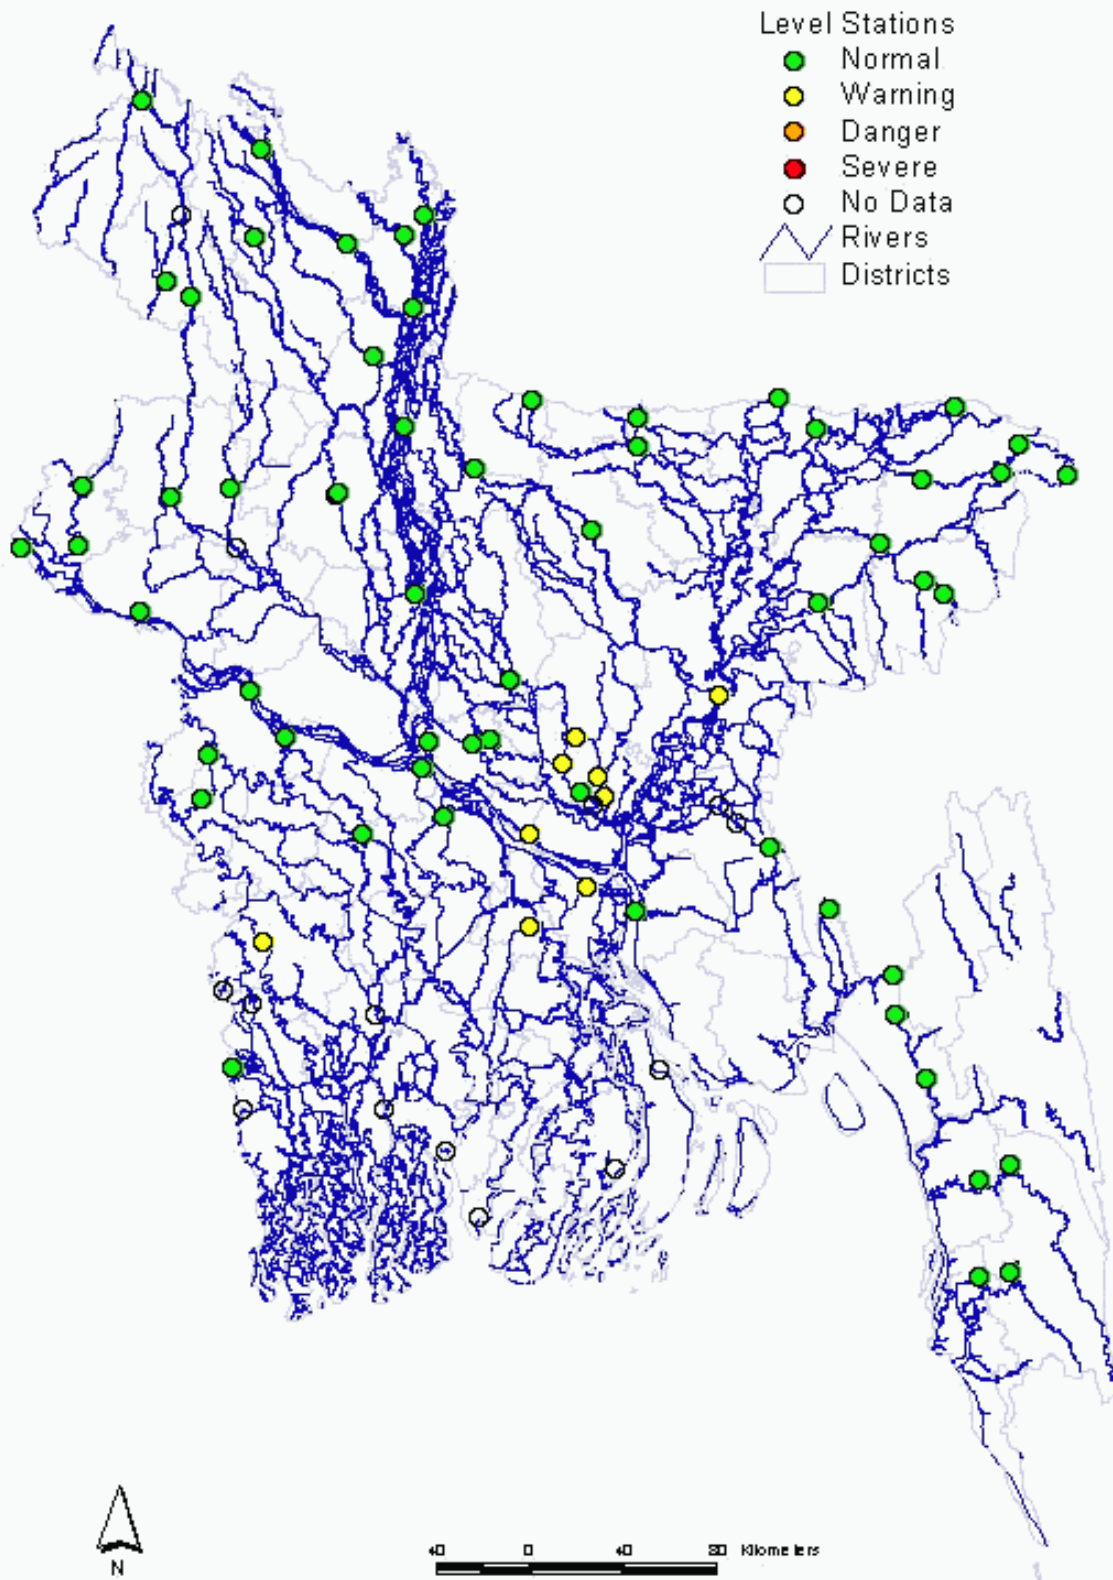 Level Stations
Normal
Warning
Danger
Severe
No Data
Rivers
Districts
N
40 0 40 80 Kilometers